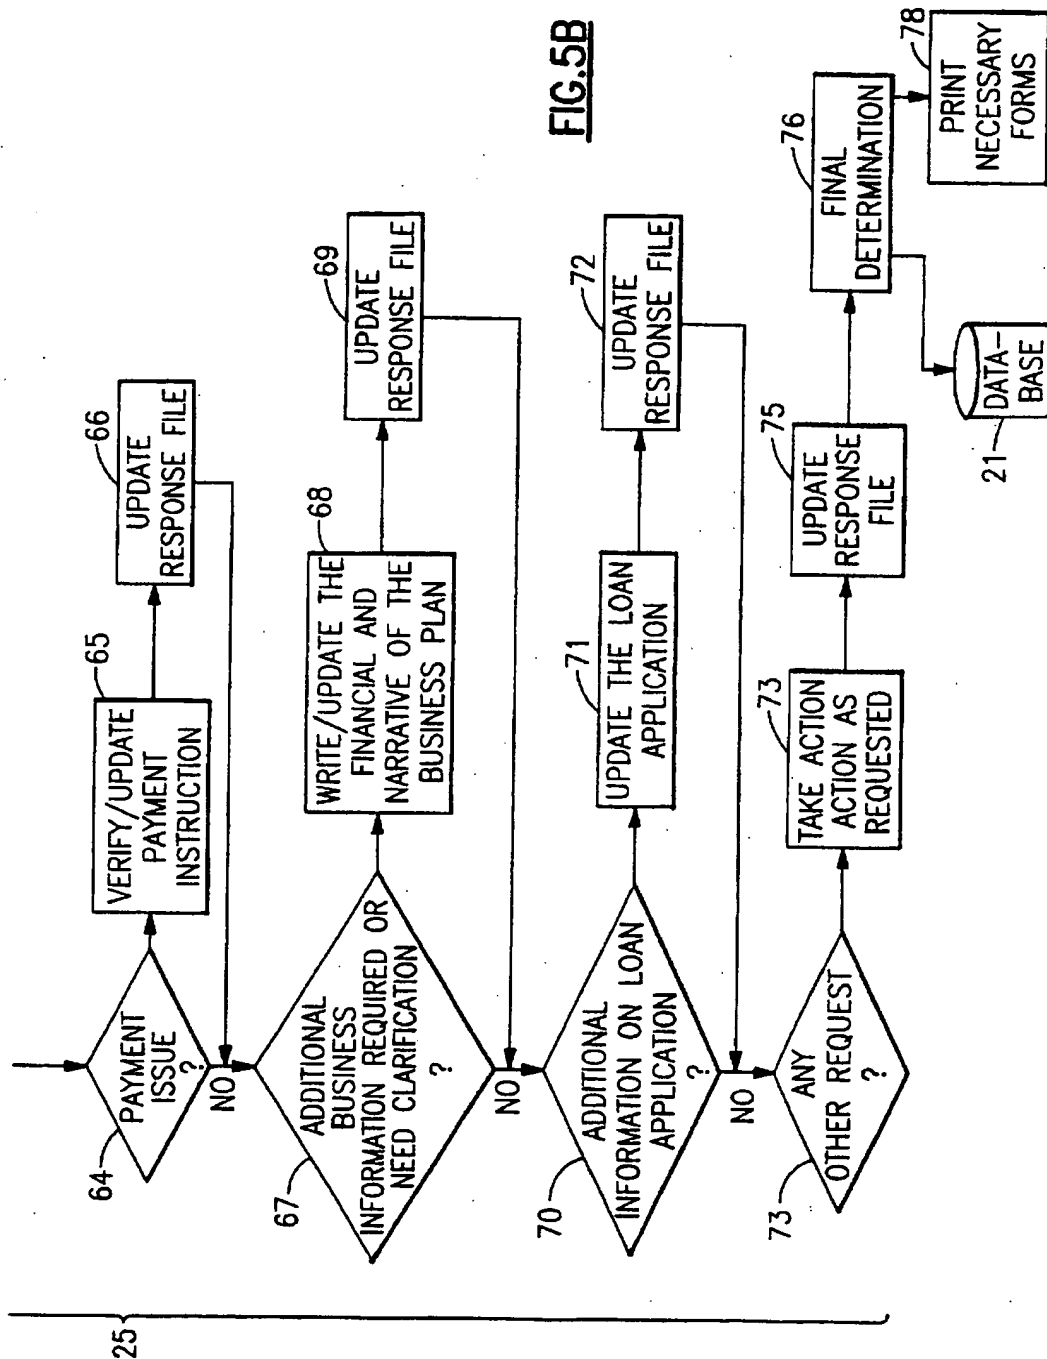 25
64
PAYMENT
ISSUE
?
NO
65
VERIFY/UPDATE
PAYMENT
INSTRUCTION
66
UPDATE
RESPONSE FILE
67
ADDITIONAL
BUSINESS
INFORMATION REQUIRED OR
NEED CLARIFICATION
?
NO
68
WRITE/UPDATE THE
FINANCIAL AND
NARRATIVE OF THE
BUSINESS PLAN
69
UPDATE
RESPONSE FILE
70
ADDITIONAL
INFORMATION ON LOAN
APPLICATION
?
NO
71
UPDATE THE LOAN
APPLICATION
72
UPDATE
RESPONSE FILE
73
ANY
OTHER REQUEST
?
73
TAKE ACTION
ACTION AS
REQUESTED
75
UPDATE
RESPONSE
FILE
76
FINAL
DETERMINATION
21
DATA-
BASE
78
PRINT
NECESSARY
FORMS
FIG.5B